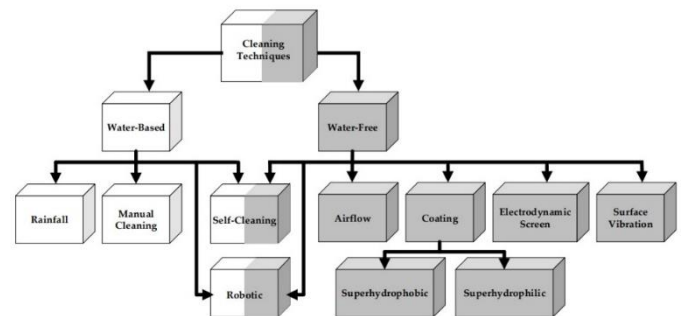 Cleaning
Techniques
Water-Based
Water-Free
Rainfall
Manual
Cleaning
Self-Cleaning
Airflow
Coating
Electrodynamic
Screen
Surface
Vibration
Robotic
Superhydrophobic
Superhydrophilic